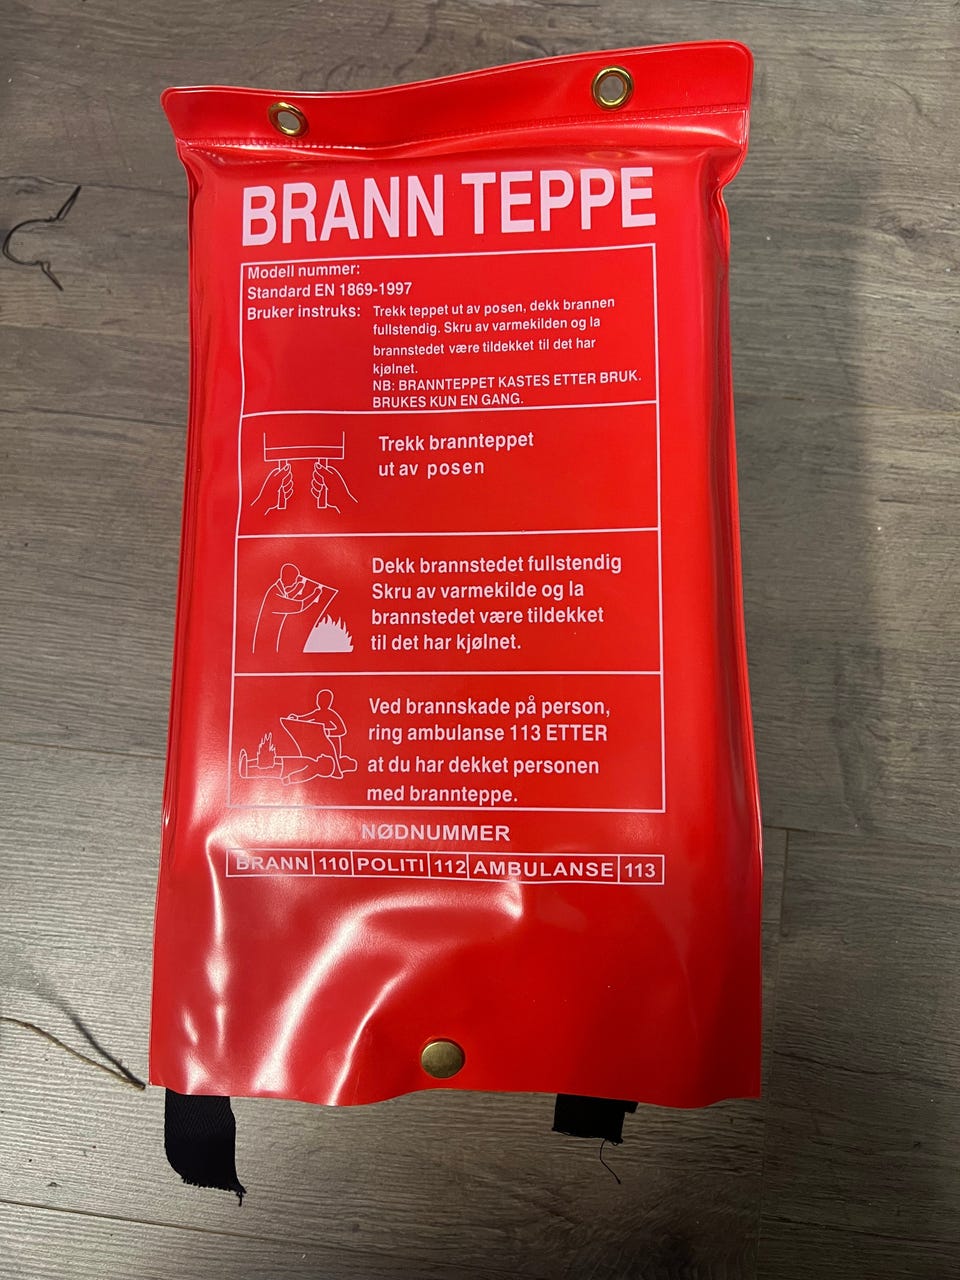 BRANN TEPPE
Modell nummer:
Standard EN 1869-1997
Bruker instruks: Trekk teppet ut av posen, dekk brannen
fullstendig. Skru av varmekilden og la
brannstedet være tildekket til det har
kjølnet.
NB: BRANNTEPPET KASTES ETTER BRUK.
BRUKES KUN EN GANG.
Trekk brannteppet
ut av posen
Dekk brannstedet fullstendig
Skru av varmekilde og la
brannstedet være tildekket
til det har kjølnet.
Ved brannskade på person,
ring ambulanse 113 ETTER
at du har dekket personen
med brannteppe.
NØDNUMMER
BRANN 110 POLITI 112 AMBULANSE 113